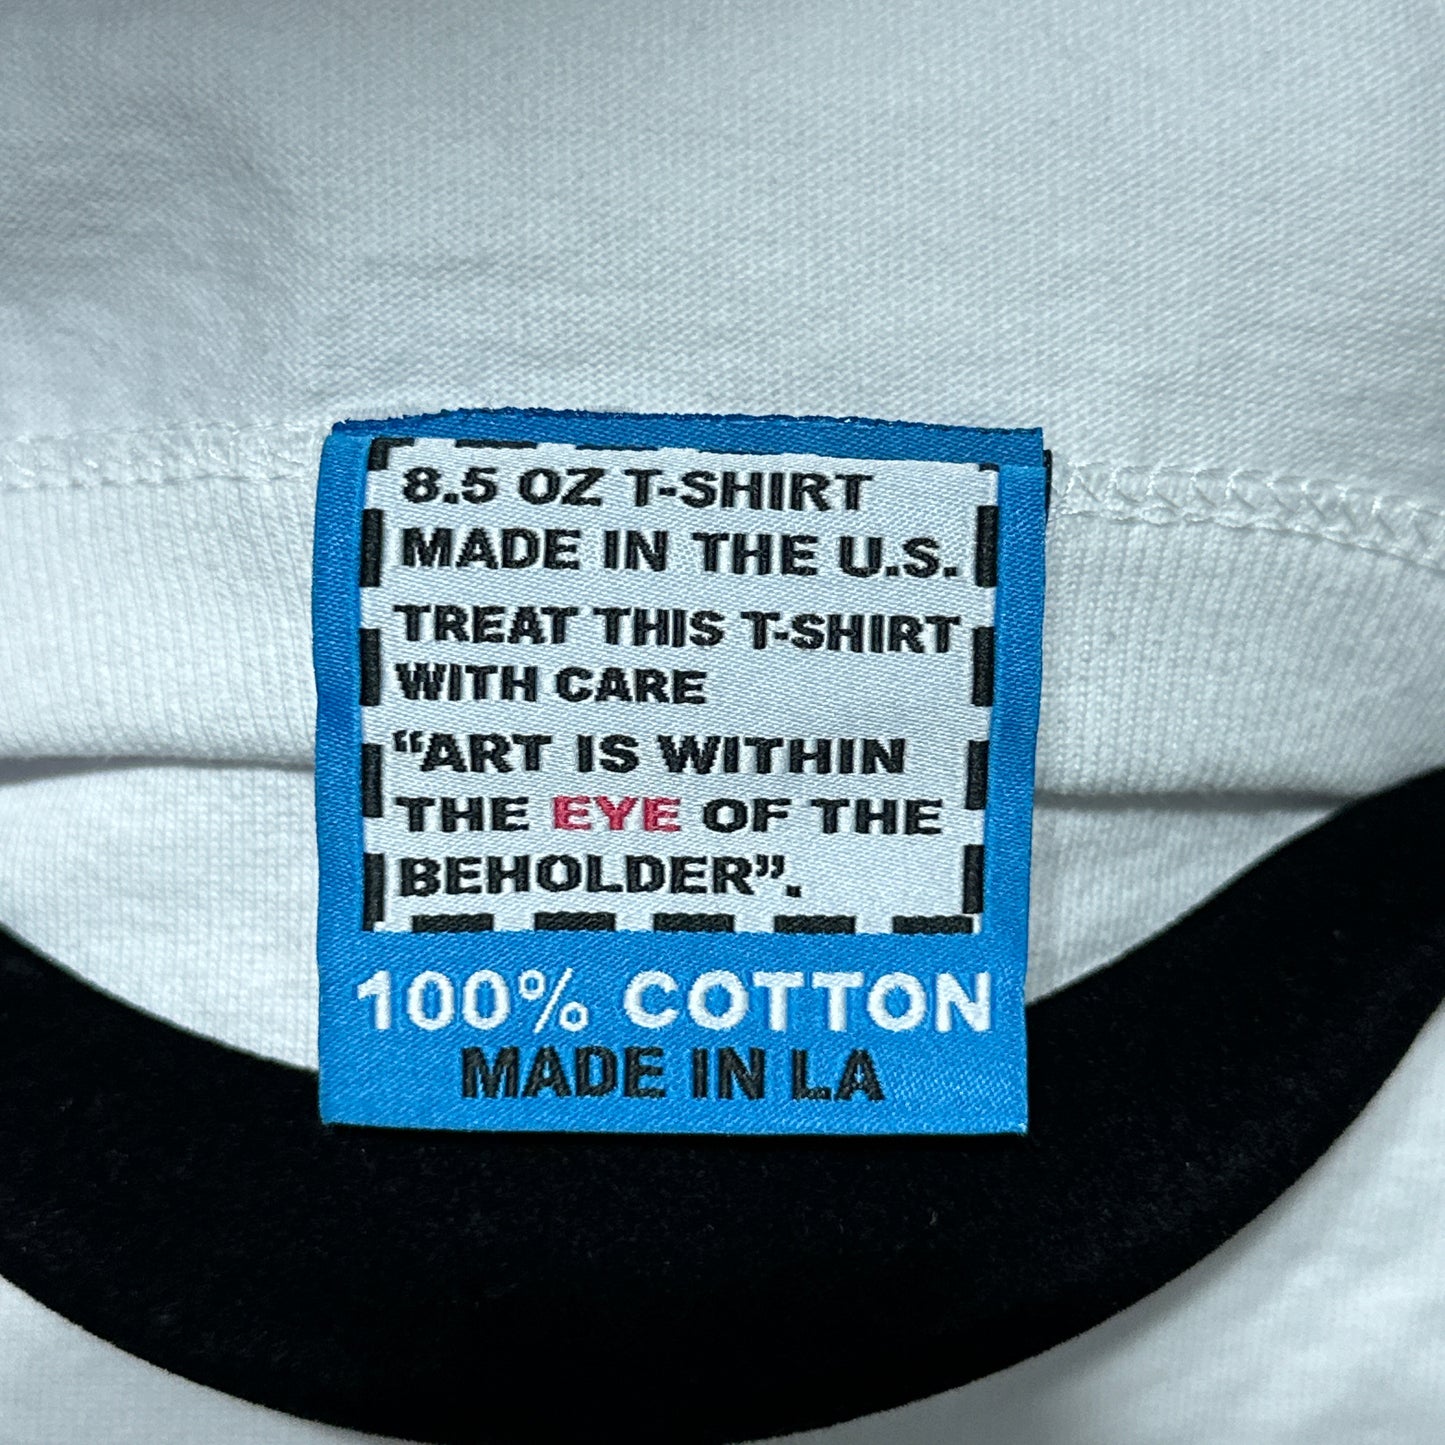 8.5 OZ T-SHIRT
MADE IN THE U.S.
TREAT THIS T-SHIRT
WITH CARE
“ART IS WITHIN
THE EYE OF THE
BEHOLDER”.
100% COTTON
MADE IN LA